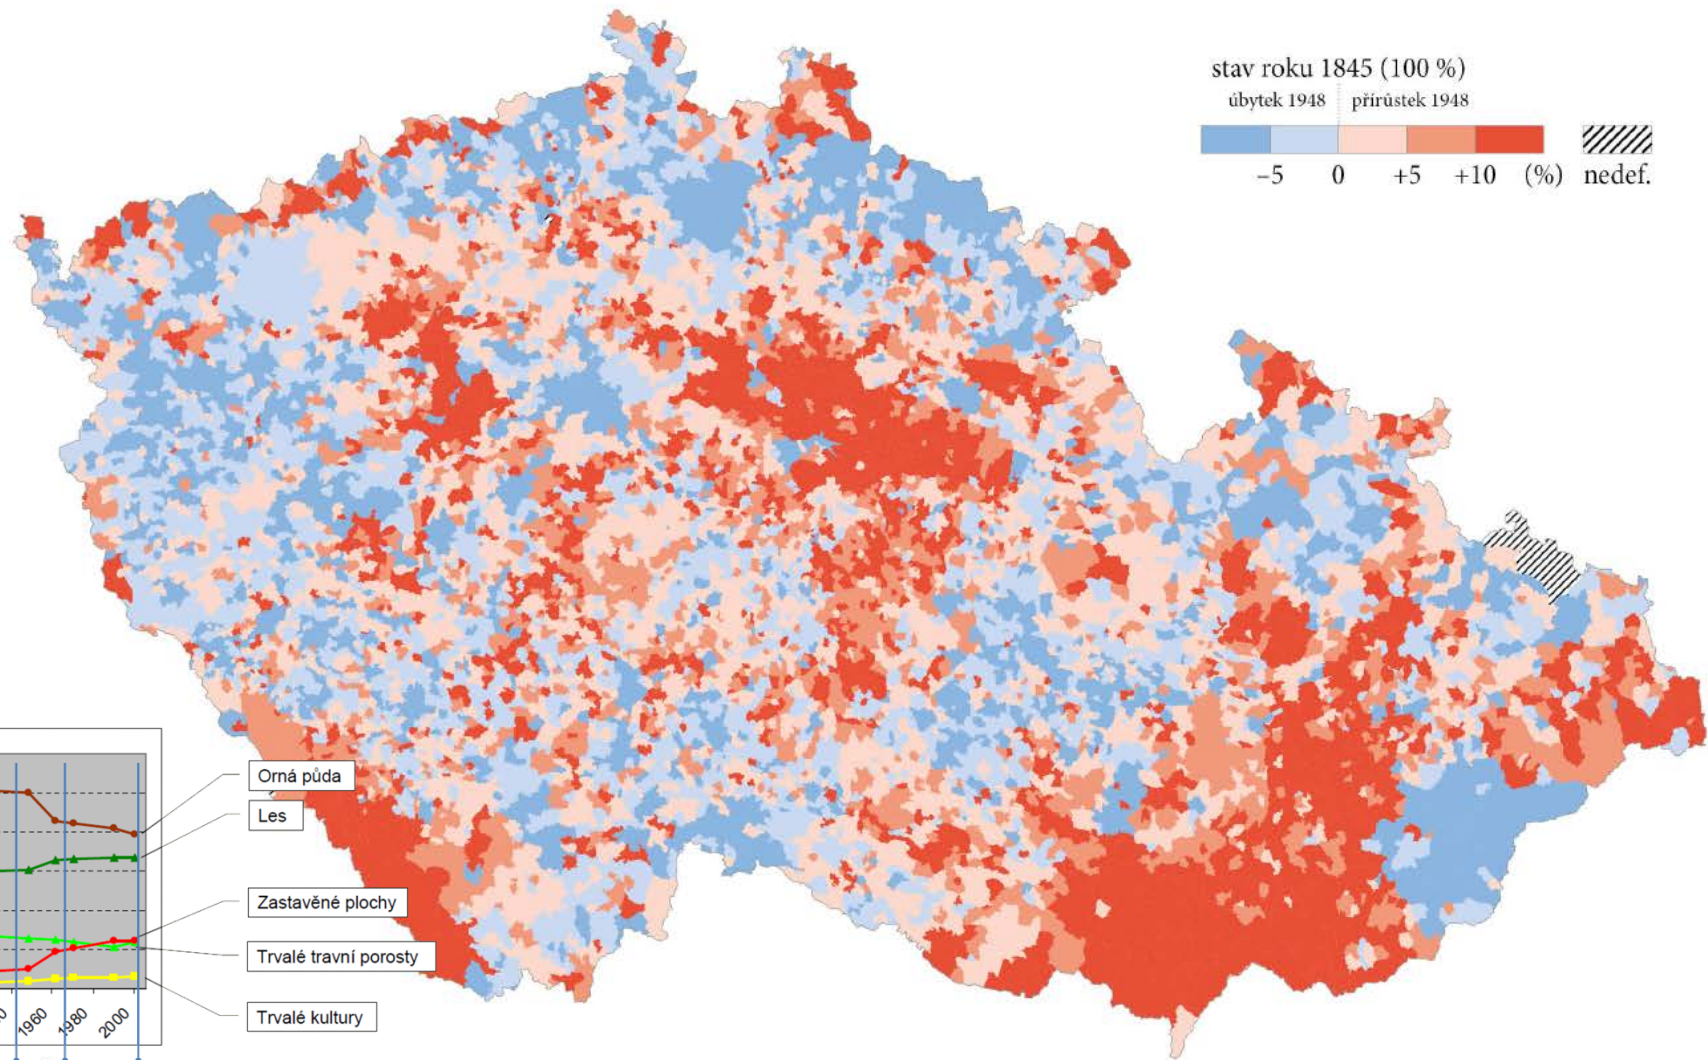 stav roku 1845 (100 %)
úbytek 1948
přírůstek 1948
−5
0
+5
+10
(%)
nedef.
Orná půda
Les
Zastavěné plochy
Trvalé travní porosty
Trvalé kultury
1960
1980
2000